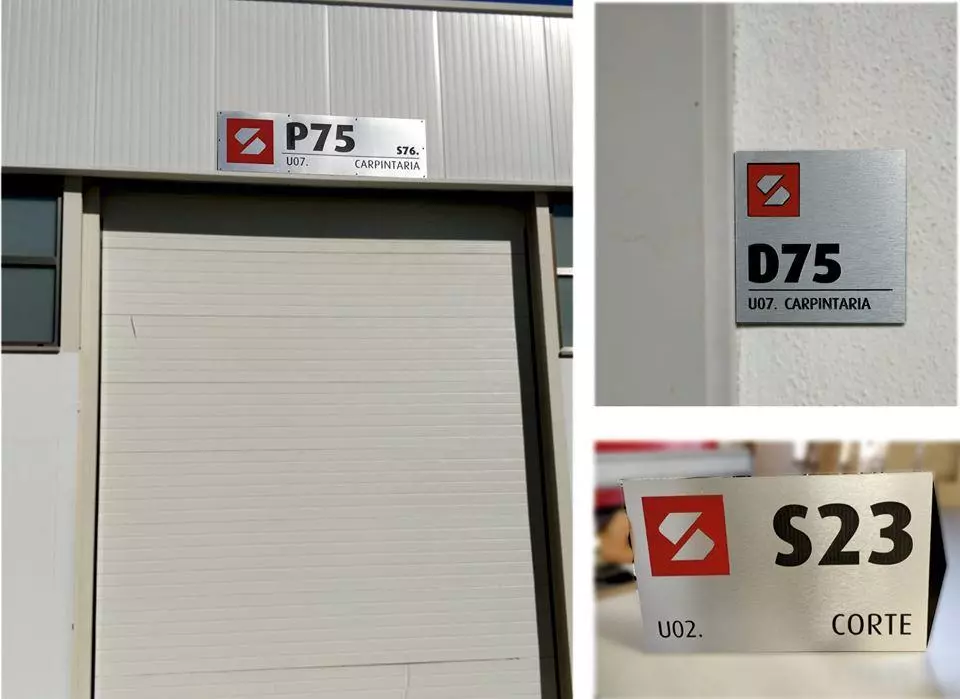 P75 S76.
U07. CARPINTARIA
D75
U07. CARPINTARIA
S23
U02. CORTE